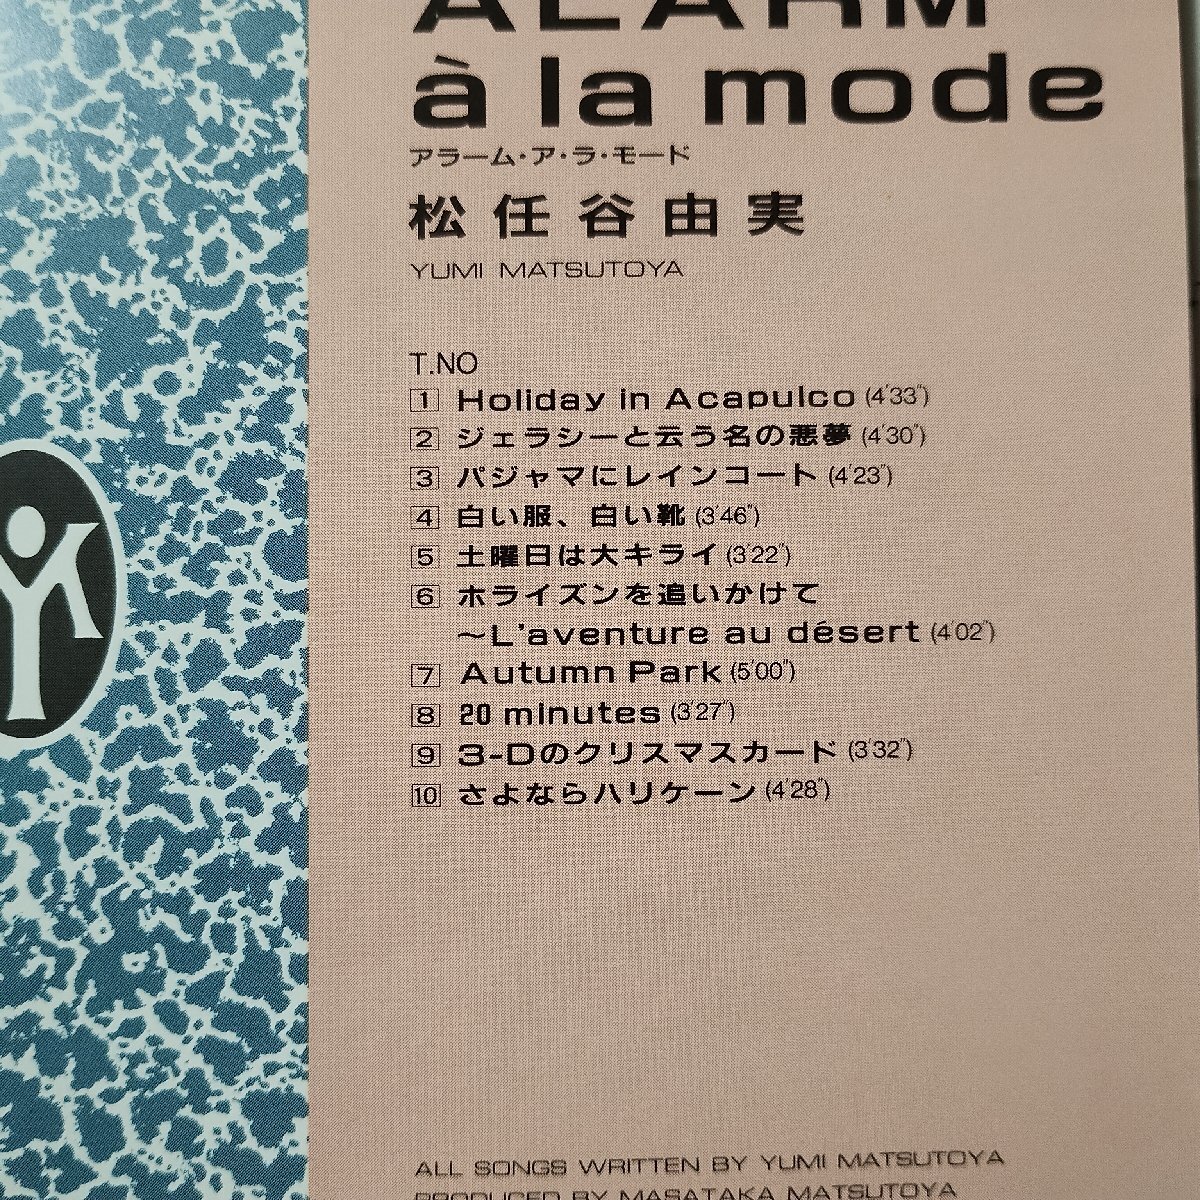 ALARM
à la mode
アラーム・ア・ラ・モード
松任谷由実
YUMI MATSUTOYA
T.NO
1 Holiday in Acapulco (4'33")
2 ジェラシーと云う名の悪夢 (4'30")
3 パジャマにレインコート (4'23")
4 白い服、白い靴 (3'46")
5 土曜日は大キライ (3'22")
6 ホライズンを追いかけて
～L'aventure au désert (4'02")
7 Autumn Park (5'00")
8 20 minutes (3'27")
9 3-Dのクリスマスカード (3'32")
10 さよならハリケーン (4'28")
ALL SONGS WRITTEN BY YUMI MATSUTOYA
PRODUCED BY MASATAKA MATSUTOYA